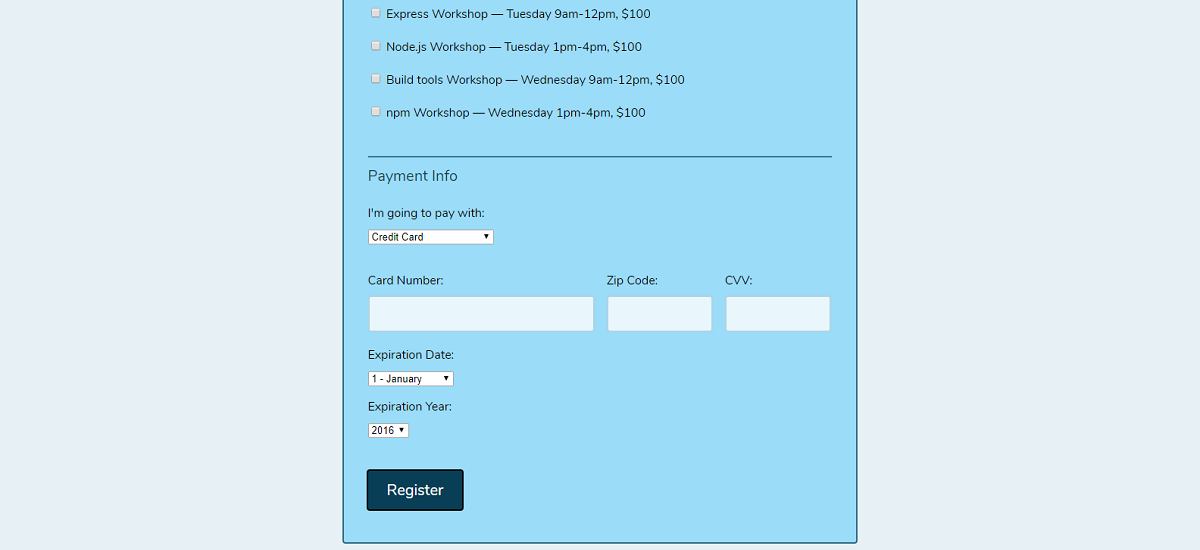 Express Workshop — Tuesday 9am-12pm, $100
Node.js Workshop — Tuesday 1pm-4pm, $100
Build tools Workshop — Wednesday 9am-12pm, $100
npm Workshop — Wednesday 1pm-4pm, $100
Payment Info
I'm going to pay with:
Credit Card
Card Number: Zip Code: CVV:
Expiration Date:
1 - January
Expiration Year:
2016
Register